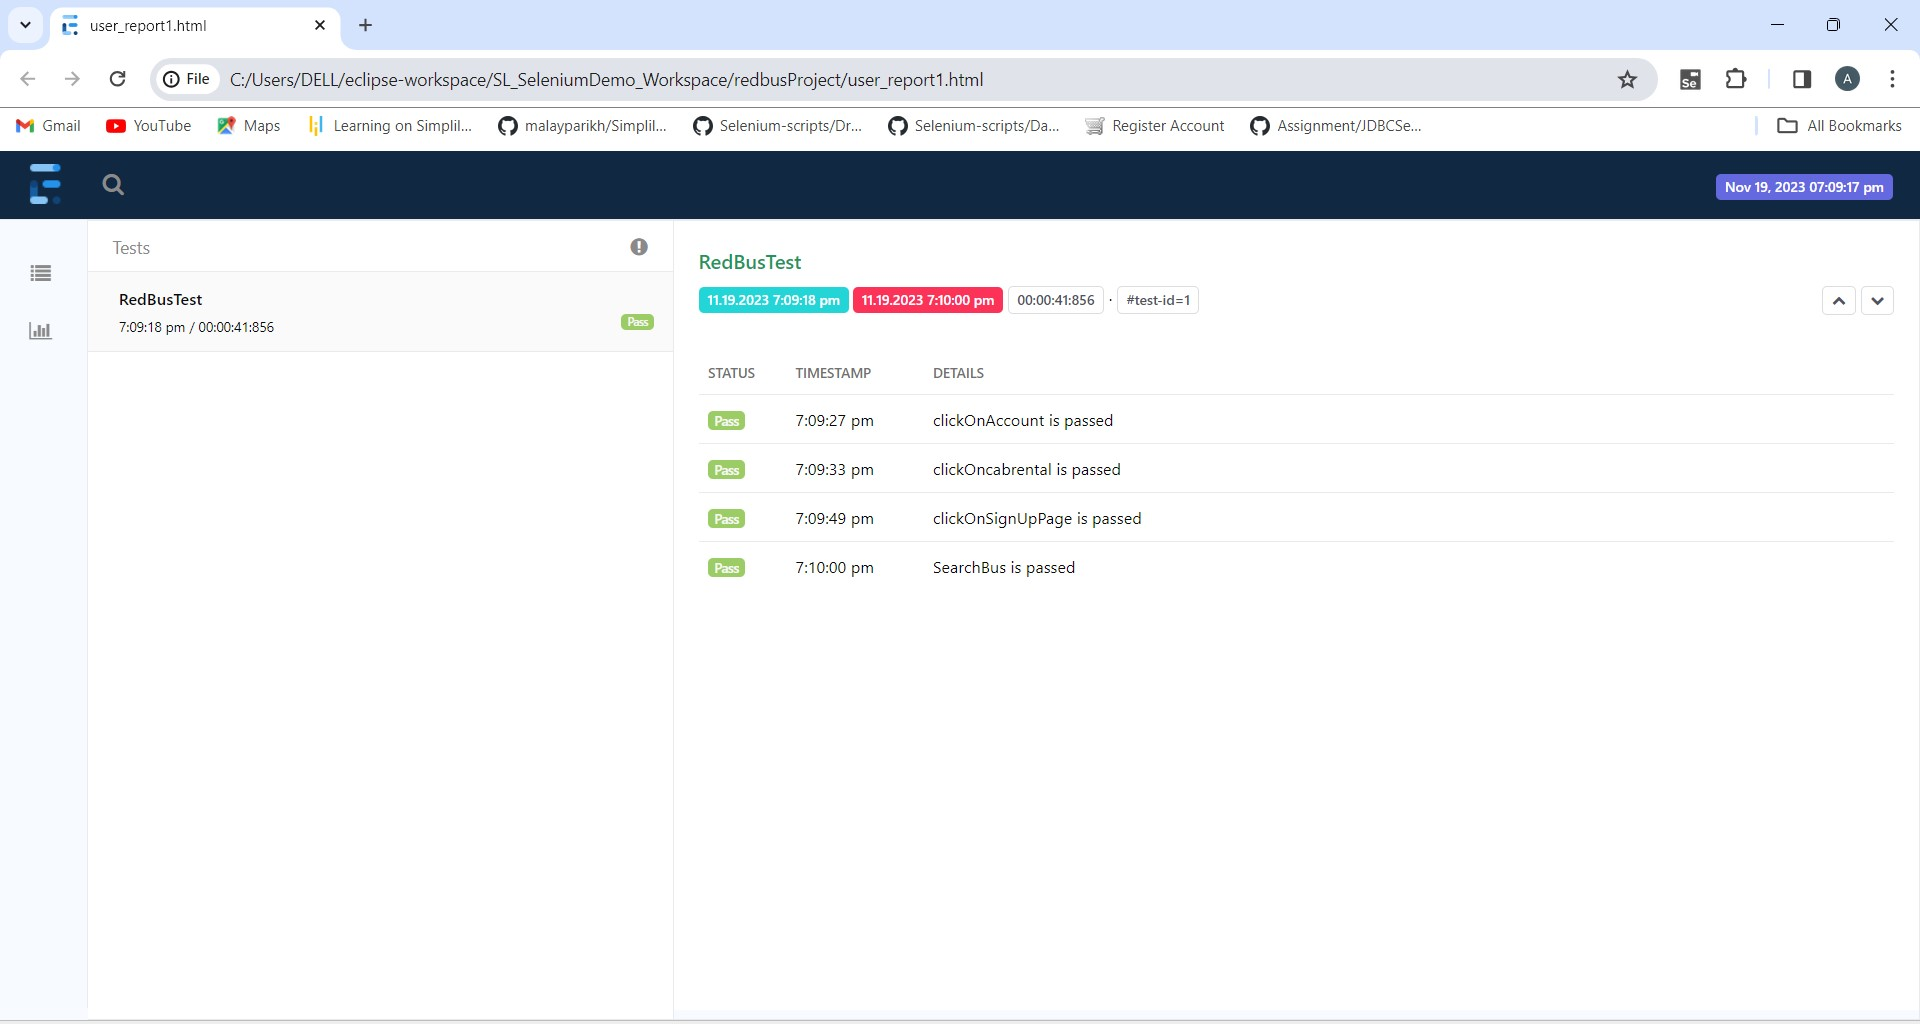 user_report1.html
File
C:/Users/DELL/eclipse-workspace/SL_SeleniumDemo_Workspace/redbusProject/user_report1.html
Se
A
Gmail
YouTube
Maps
Learning on Simplil...
malayparikh/Simplil...
Selenium-scripts/Dr...
Selenium-scripts/Da...
Register Account
Assignment/JDBCSe...
All Bookmarks
Nov 19, 2023 07:09:17 pm
Tests
RedBusTest
7:09:18 pm / 00:00:41:856
Pass
RedBusTest
11.19.2023 7:09:18 pm 11.19.2023 7:10:00 pm 00:00:41:856 · #test-id=1
STATUS TIMESTAMP DETAILS
Pass 7:09:27 pm clickOnAccount is passed
Pass 7:09:33 pm clickOncabrental is passed
Pass 7:09:49 pm clickOnSignUpPage is passed
Pass 7:10:00 pm SearchBus is passed